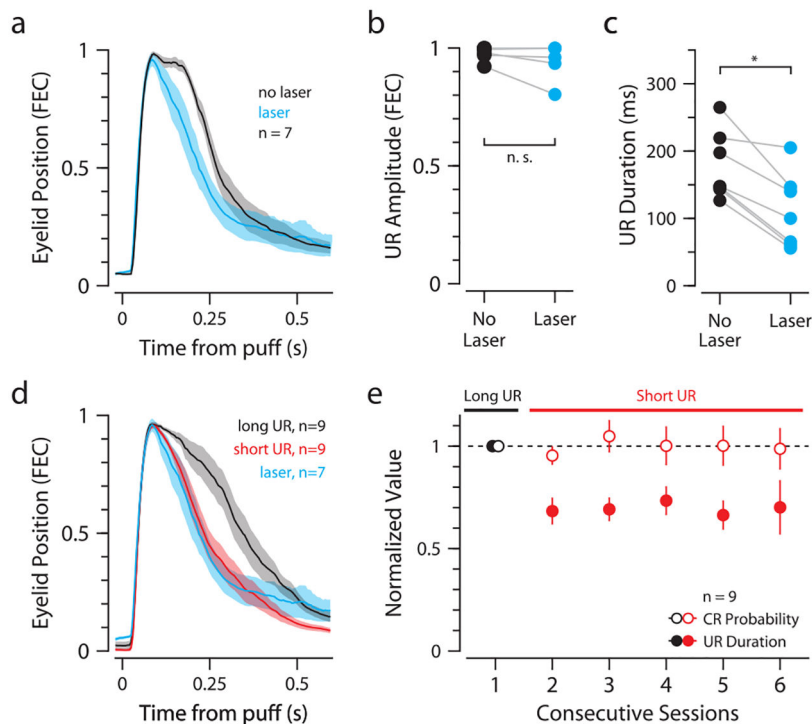 a
Eyelid Position (FEC)
1
0.5
0
0
0.25
0.5
Time from puff (s)
no laser
laser
n = 7
b
UR Amplitude (FEC)
1
0.5
0
n. s.
No
Laser
Laser
c
UR Duration (ms)
300
200
100
0
*
No
Laser
Laser
d
Eyelid Position (FEC)
1
0.5
0
0
0.25
0.5
Time from puff (s)
long UR, n=9
short UR, n=9
laser, n=7
e
Long UR
Short UR
Normalized Value
1
0.5
0
n = 9
CR Probability
UR Duration
1 2 3 4 5 6
Consecutive Sessions